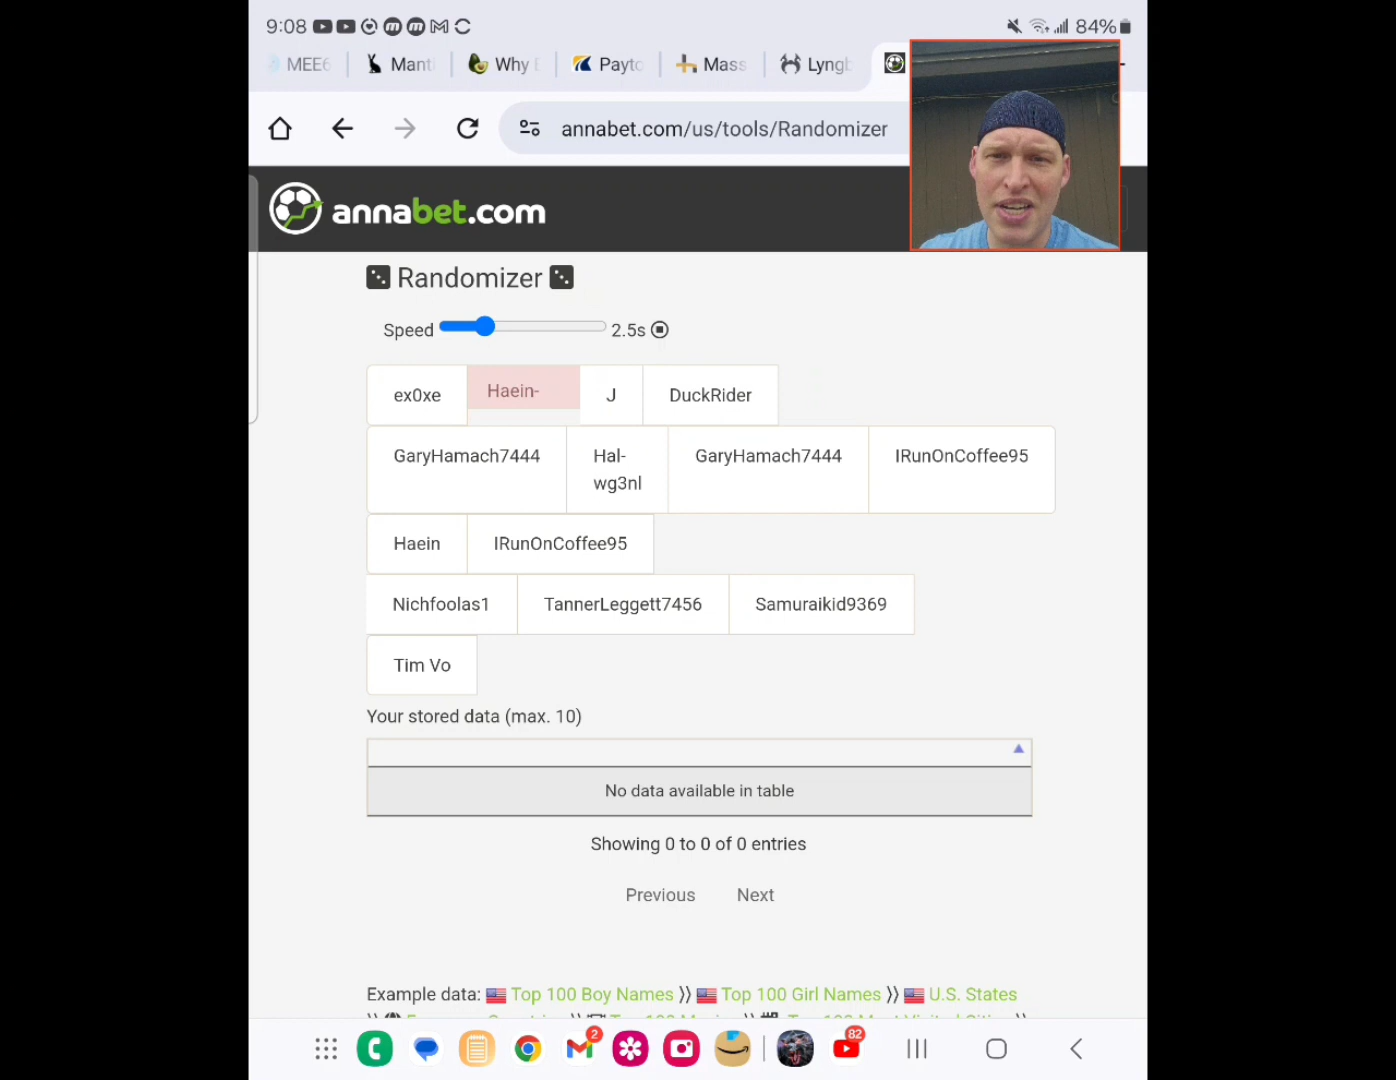 9:08 84%
MEE6 Manti Why Payto Mass Lyngb
annabet.com/us/tools/Randomizer
annabet.com
Randomizer
Speed 2.5s
ex0xe Haein- J DuckRider
GaryHamach7444 Hal- GaryHamach7444 IRunOnCoffee95
wg3nl
Haein IRunOnCoffee95
Nichfoolas1 TannerLeggett7456 Samuraikid9369
Tim Vo
Your stored data (max. 10)
No data available in table
Showing 0 to 0 of 0 entries
Previous Next
Example data: Top 100 Boy Names )) Top 100 Girl Names )) U.S. States
2 82